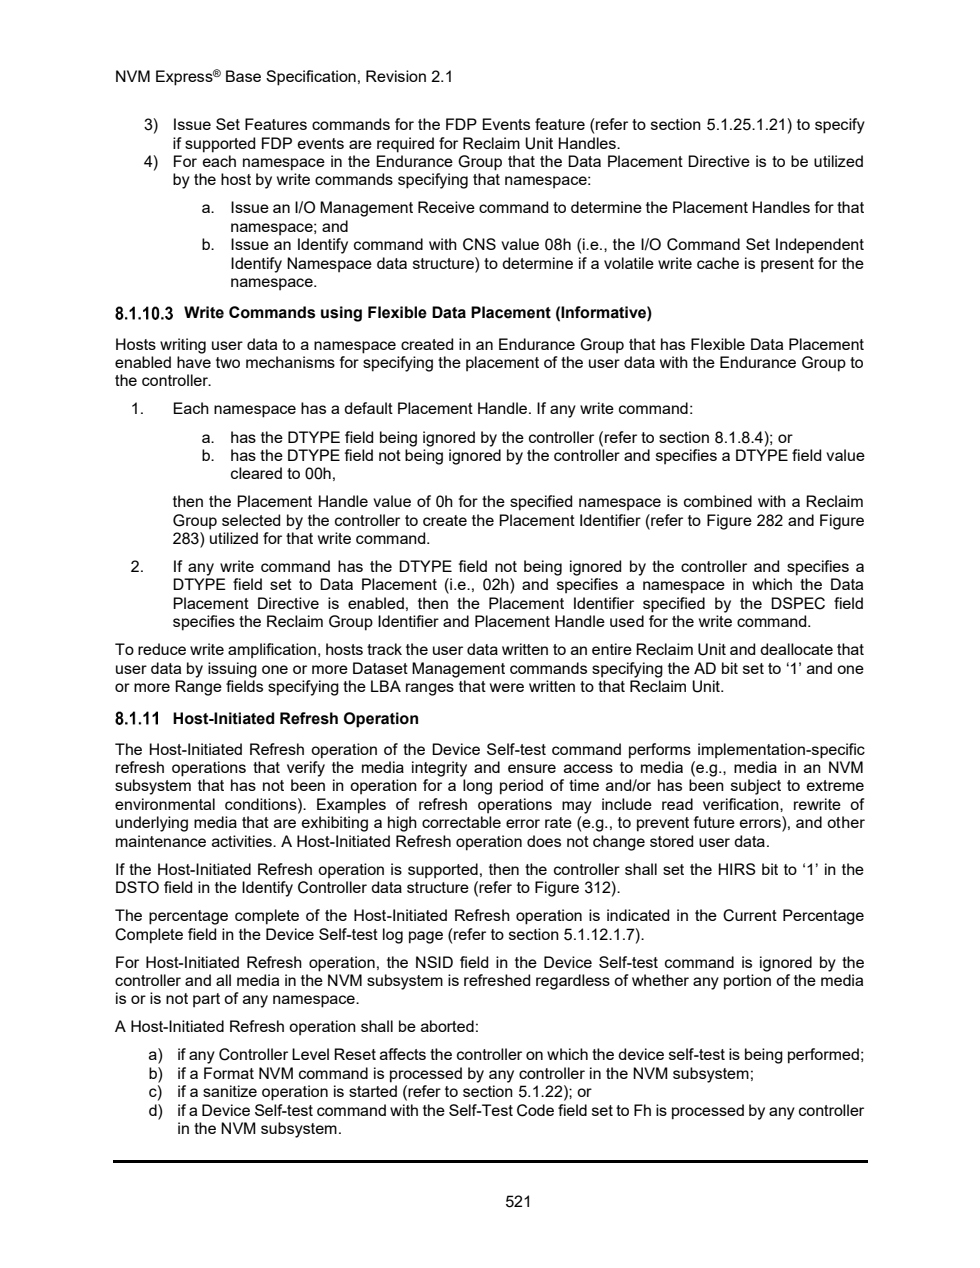 NVM Express® Base Specification, Revision 2.1
3) Issue Set Features commands for the FDP Events feature (refer to section 5.1.25.1.21) to specify
if supported FDP events are required for Reclaim Unit Handles.
4) For each namespace in the Endurance Group that the Data Placement Directive is to be utilized
by the host by write commands specifying that namespace:
a. Issue an I/O Management Receive command to determine the Placement Handles for that
namespace; and
b. Issue an Identify command with CNS value 08h (i.e., the I/O Command Set Independent
Identify Namespace data structure) to determine if a volatile write cache is present for the
namespace.
8.1.10.3 Write Commands using Flexible Data Placement (Informative)
Hosts writing user data to a namespace created in an Endurance Group that has Flexible Data Placement
enabled have two mechanisms for specifying the placement of the user data with the Endurance Group to
the controller.
1. Each namespace has a default Placement Handle. If any write command:
a. has the DTYPE field being ignored by the controller (refer to section 8.1.8.4); or
b. has the DTYPE field not being ignored by the controller and specifies a DTYPE field value
cleared to 00h,
then the Placement Handle value of 0h for the specified namespace is combined with a Reclaim
Group selected by the controller to create the Placement Identifier (refer to Figure 282 and Figure
283) utilized for that write command.
2. If any write command has the DTYPE field not being ignored by the controller and specifies a
DTYPE field set to Data Placement (i.e., 02h) and specifies a namespace in which the Data
Placement Directive is enabled, then the Placement Identifier specified by the DSPEC field
specifies the Reclaim Group Identifier and Placement Handle used for the write command.
To reduce write amplification, hosts track the user data written to an entire Reclaim Unit and deallocate that
user data by issuing one or more Dataset Management commands specifying the AD bit set to ‘1’ and one
or more Range fields specifying the LBA ranges that were written to that Reclaim Unit.
8.1.11 Host-Initiated Refresh Operation
The Host-Initiated Refresh operation of the Device Self-test command performs implementation-specific
refresh operations that verify the media integrity and ensure access to media (e.g., media in an NVM
subsystem that has not been in operation for a long period of time and/or has been subject to extreme
environmental conditions). Examples of refresh operations may include read verification, rewrite of
underlying media that are exhibiting a high correctable error rate (e.g., to prevent future errors), and other
maintenance activities. A Host-Initiated Refresh operation does not change stored user data.
If the Host-Initiated Refresh operation is supported, then the controller shall set the HIRS bit to ‘1’ in the
DSTO field in the Identify Controller data structure (refer to Figure 312).
The percentage complete of the Host-Initiated Refresh operation is indicated in the Current Percentage
Complete field in the Device Self-test log page (refer to section 5.1.12.1.7).
For Host-Initiated Refresh operation, the NSID field in the Device Self-test command is ignored by the
controller and all media in the NVM subsystem is refreshed regardless of whether any portion of the media
is or is not part of any namespace.
A Host-Initiated Refresh operation shall be aborted:
a) if any Controller Level Reset affects the controller on which the device self-test is being performed;
b) if a Format NVM command is processed by any controller in the NVM subsystem;
c) if a sanitize operation is started (refer to section 5.1.22); or
d) if a Device Self-test command with the Self-Test Code field set to Fh is processed by any controller
in the NVM subsystem.
521